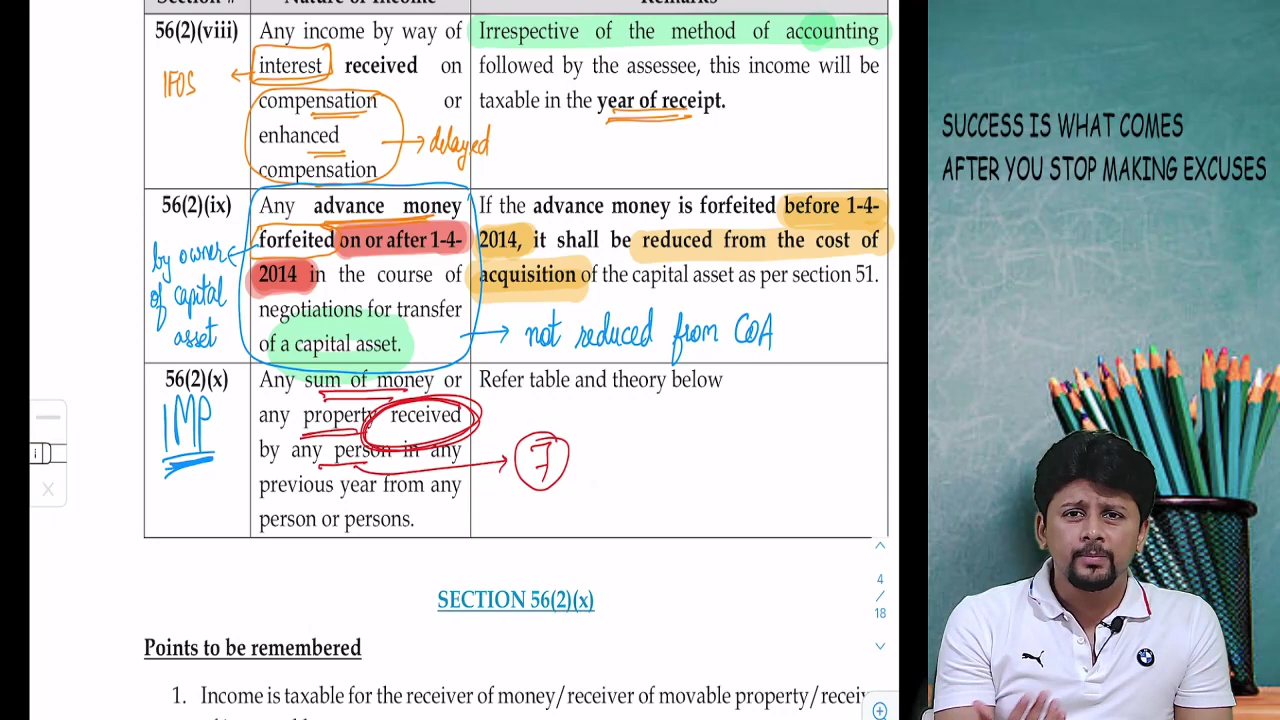 56(2)(viii)
Any income by way of
interest received on
compensation or
enhanced
compensation
Irrespective of the method of accounting
followed by the assessee, this income will be
taxable in the year of receipt.
IFOS
delayed
56(2)(ix)
Any advance money
forfeited on or after 1-4-
2014 in the course of
negotiations for transfer
of a capital asset.
If the advance money is forfeited before 1-4-
2014, it shall be reduced from the cost of
acquisition of the capital asset as per section 51.
by owner
of capital
asset
not reduced from COA
56(2)(x)
IMP
Any sum of money or
any property received
by any person in any
previous year from any
person or persons.
Refer table and theory below
7
SECTION 56(2)(x)
Points to be remembered
1. Income is taxable for the receiver of money/receiver of movable property/
4
/
18
i
X
SUCCESS IS WHAT COMES
AFTER YOU STOP MAKING EXCUSES
PUMA